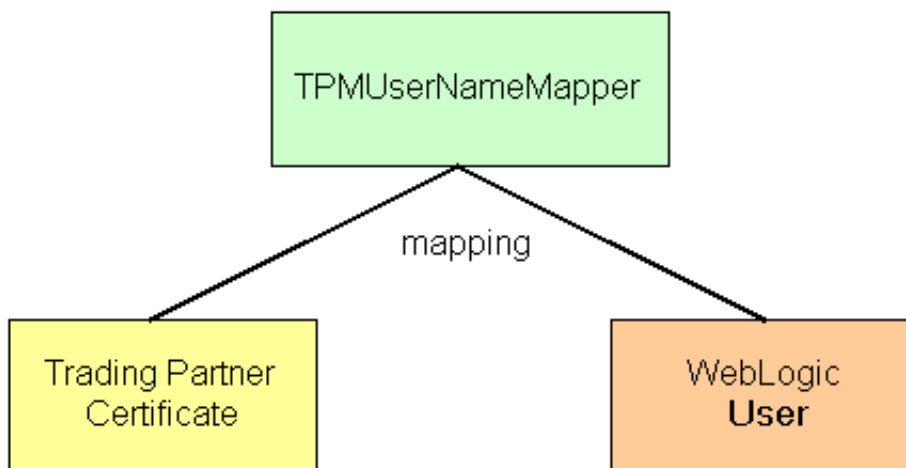 TPMUserNameMapper
mapping
Trading Partner
Certificate
WebLogic
User